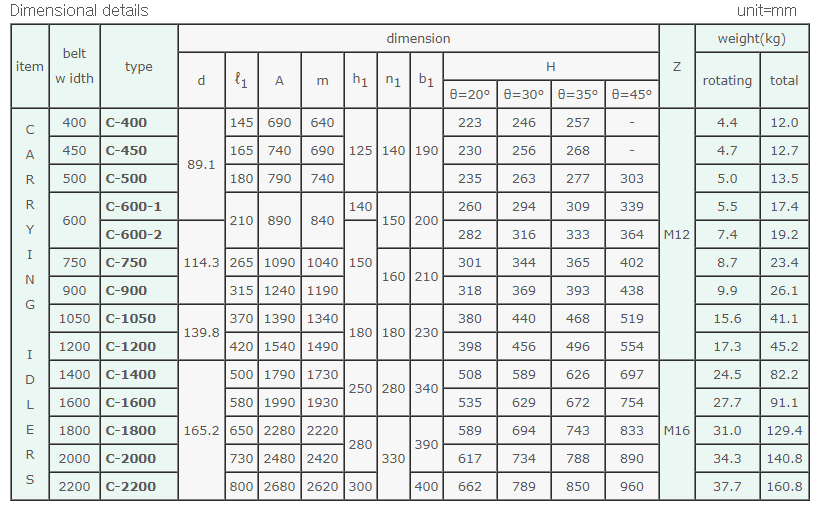 Dimensional details unit=mm
item belt w idth type dimension Z weight(kg)
d ℓ1 A m h1 n1 b1 H rotating total
θ=20° θ=30° θ=35° θ=45°
CARRYING IDLERS
400 C-400 89.1 145 690 640 125 140 190 223 246 257 - M12 4.4 12.0
450 C-450 165 740 690 230 256 268 - 4.7 12.7
500 C-500 180 790 740 235 263 277 303 5.0 13.5
600 C-600-1 210 890 840 140 150 200 260 294 309 339 5.5 17.4
C-600-2 114.3 150 282 316 333 364 7.4 19.2
750 C-750 265 1090 1040 160 210 301 344 365 402 8.7 23.4
900 C-900 315 1240 1190 318 369 393 438 9.9 26.1
1050 C-1050 139.8 370 1390 1340 180 180 230 380 440 468 519 15.6 41.1
1200 C-1200 420 1540 1490 398 456 496 554 17.3 45.2
1400 C-1400 165.2 500 1790 1730 250 280 340 508 589 626 697 M16 24.5 82.2
1600 C-1600 580 1990 1930 535 629 672 754 27.7 91.1
1800 C-1800 650 2280 2220 280 330 390 589 694 743 833 31.0 129.4
2000 C-2000 730 2480 2420 617 734 788 890 34.3 140.8
2200 C-2200 800 2680 2620 300 400 662 789 850 960 37.7 160.8